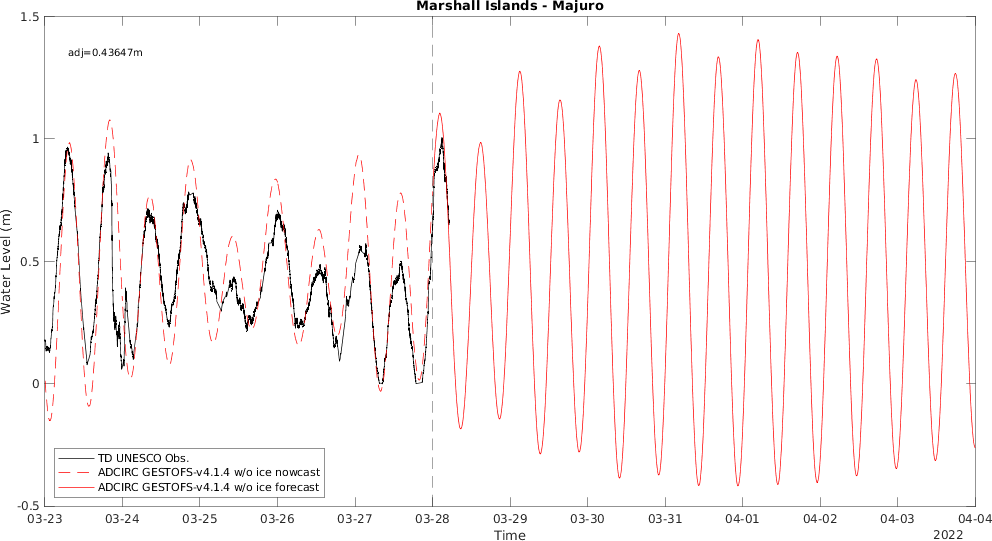 Marshall Islands - Majuro
adj=0.43647m
Water Level (m)
1.5
1
0.5
0
-0.5
TD UNESCO Obs.
ADCIRC GESTOFS-v4.1.4 w/o ice nowcast
ADCIRC GESTOFS-v4.1.4 w/o ice forecast
03-23 03-24 03-25 03-26 03-27 03-28 03-29 03-30 03-31 04-01 04-02 04-03 04-04
Time
2022